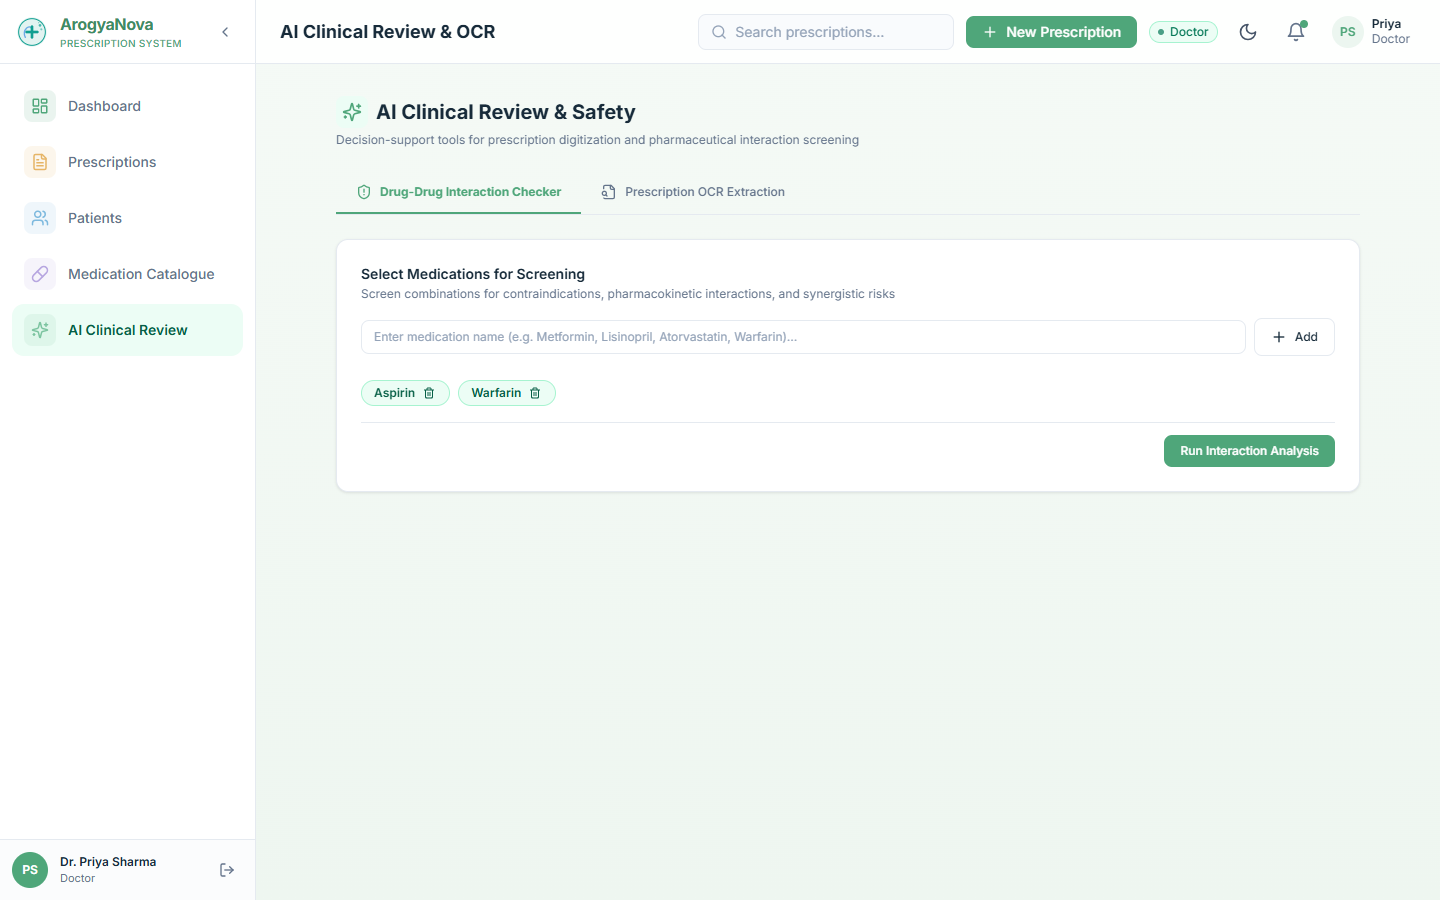 ArogyaNova
PRESCRIPTION SYSTEM
Dashboard
Prescriptions
Patients
Medication Catalogue
AI Clinical Review
PS
Dr. Priya Sharma
Doctor
AI Clinical Review & OCR
Search prescriptions...
New Prescription
Doctor
PS
Priya
Doctor
AI Clinical Review & Safety
Decision-support tools for prescription digitization and pharmaceutical interaction screening
Drug-Drug Interaction Checker
Prescription OCR Extraction
Select Medications for Screening
Screen combinations for contraindications, pharmacokinetic interactions, and synergistic risks
Enter medication name (e.g. Metformin, Lisinopril, Atorvastatin, Warfarin)...
Add
Aspirin
Warfarin
Run Interaction Analysis